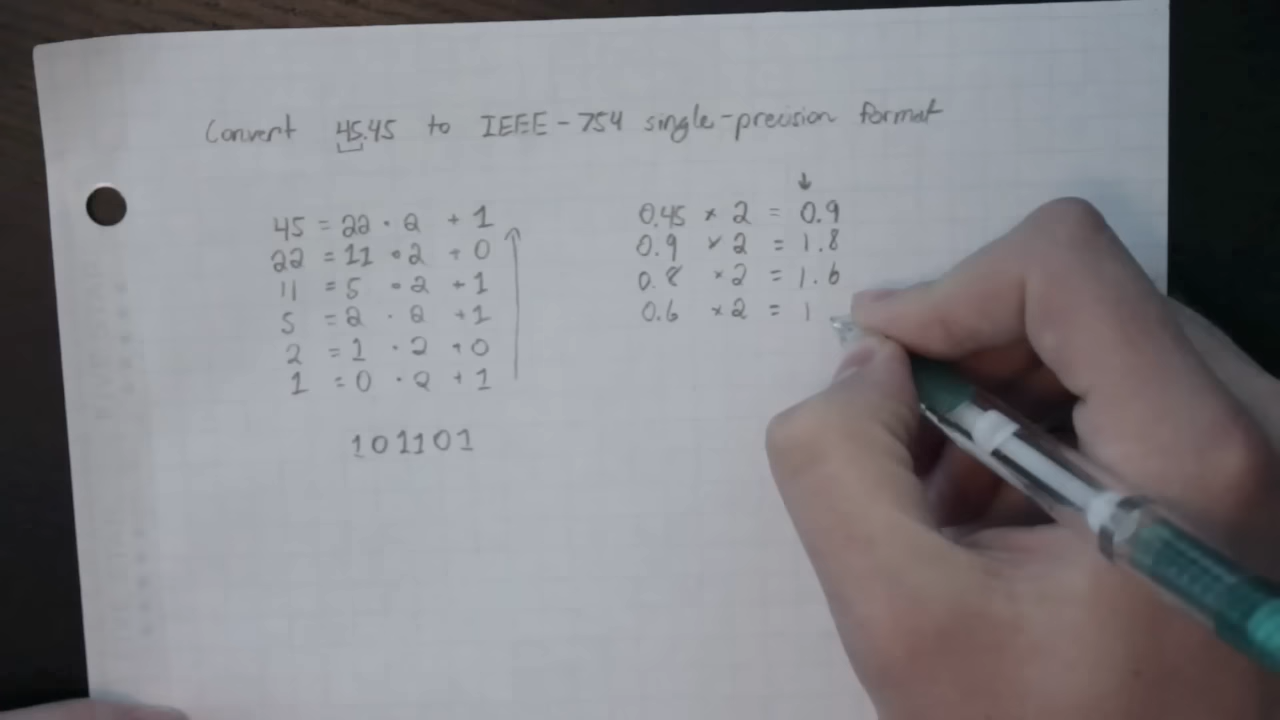 Convert 45.45 to IEEE-754 single-precision format
45 = 22 · 2 + 1
22 = 11 · 2 + 0
11 = 5 · 2 + 1
5 = 2 · 2 + 1
2 = 1 · 2 + 0
1 = 0 · 2 + 1
101101
↓
0.45 × 2 = 0.9
0.9 × 2 = 1.8
0.8 × 2 = 1.6
0.6 × 2 = 1